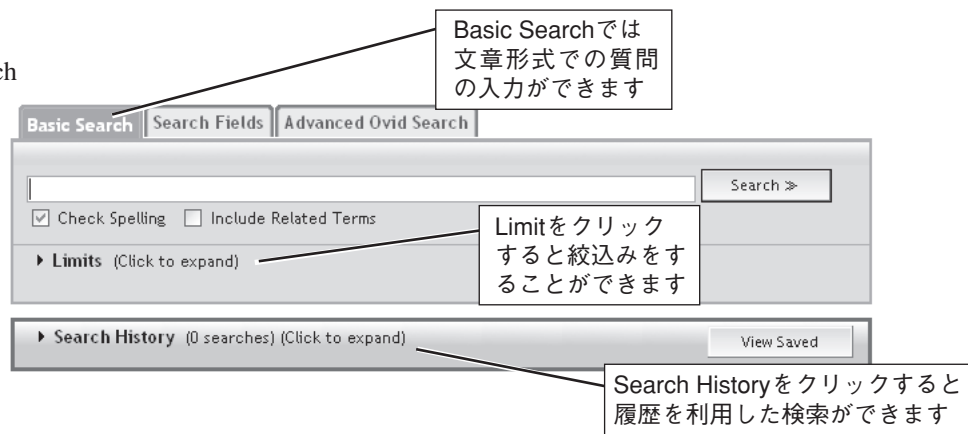 Basic Searchでは
文章形式での質問
の入力ができます
ch
Basic Search Search Fields Advanced Ovid Search
Search ≫
Check Spelling Include Related Terms
Limitをクリック
すると絞込みをす
ることができます
Limits (Click to expand)
Search History (0 searches) (Click to expand) View Saved
Search Historyをクリックすると
履歴を利用した検索ができます